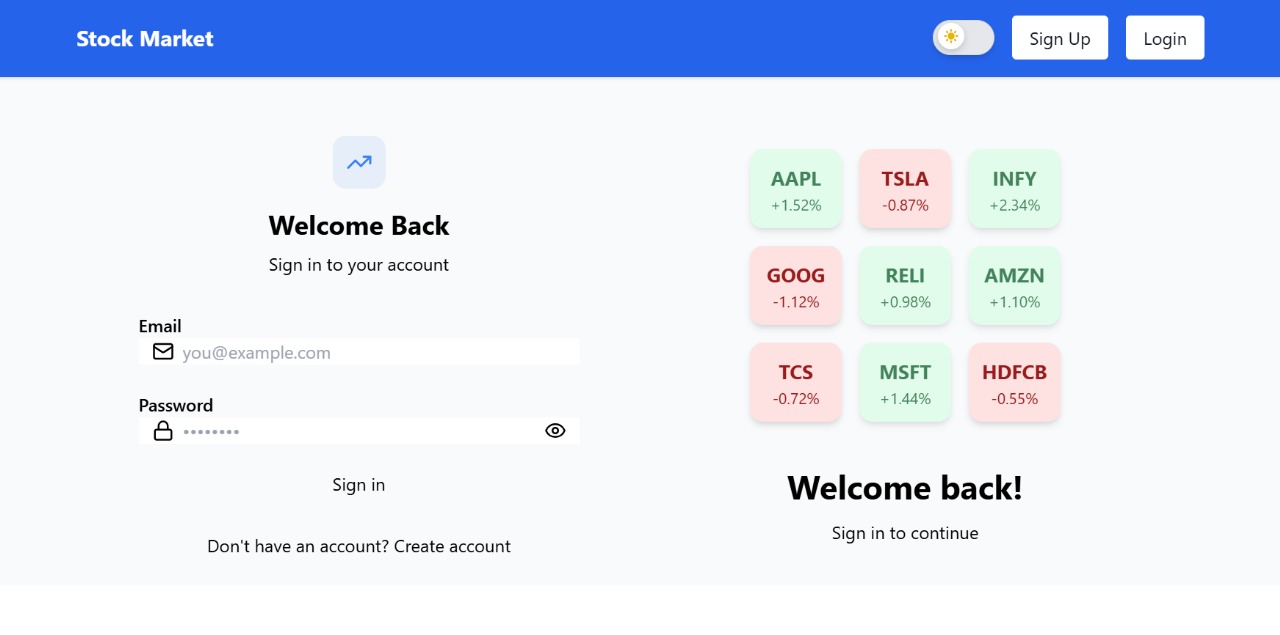 Stock Market
Sign Up
Login
Welcome Back
Sign in to your account
Email
you@example.com
Password
••••••••
Sign in
Don't have an account? Create account
AAPL
+1.52%
TSLA
-0.87%
INFY
+2.34%
GOOG
-1.12%
RELI
+0.98%
AMZN
+1.10%
TCS
-0.72%
MSFT
+1.44%
HDFCB
-0.55%
Welcome back!
Sign in to continue